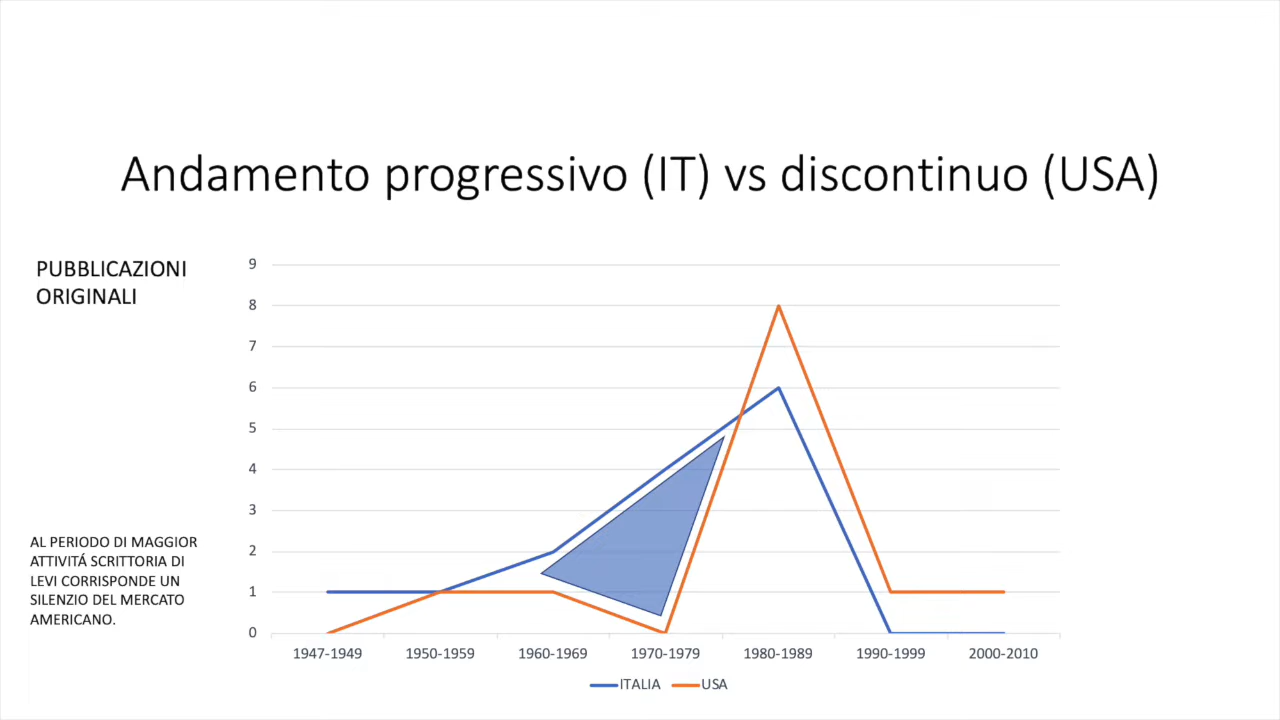 Andamento progressivo (IT) vs discontinuo (USA)
PUBBLICAZIONI
ORIGINALI
AL PERIODO DI MAGGIOR
ATTIVITÁ SCRITTORIA DI
LEVI CORRISPONDE UN
SILENZIO DEL MERCATO
AMERICANO.
9
8
7
6
5
4
3
2
1
0
1947-1949 1950-1959 1960-1969 1970-1979 1980-1989 1990-1999 2000-2010
ITALIA USA